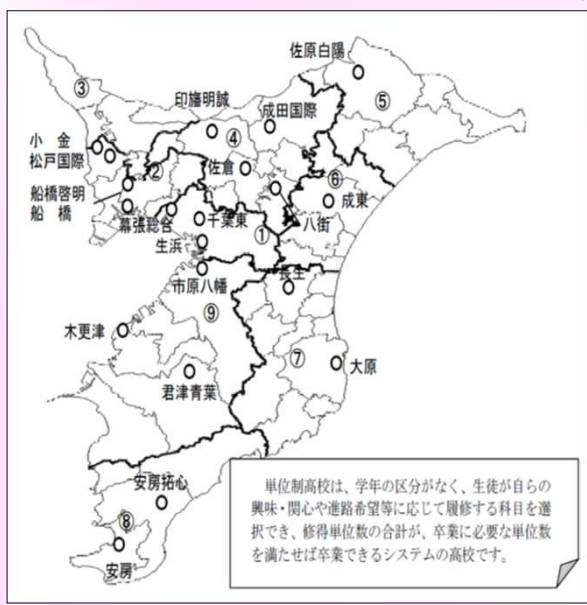 佐原白陽
③
印旛明誠
成田国際
⑤
④
小　金
松戸国際
②
佐倉
⑥
成東
船橋啓明
船　橋
幕張総合
千葉東
①
八街
生浜
市原八幡
長生
⑨
木更津
⑦
大原
君津青葉
安房拓心
⑧
安房
単位制高校は、学年の区分がなく、生徒が自らの
興味・関心や進路希望等に応じて履修する科目を選
択でき、修得単位数の合計が、卒業に必要な単位数
を満たせば卒業できるシステムの高校です。